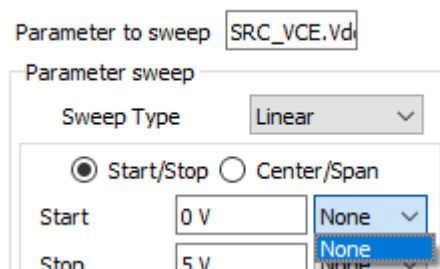 Parameter to sweep SRC_VCE.Vd
Parameter sweep
Sweep Type Linear
Start/Stop Center/Span
Start 0 V None
None
Stop 5 V None